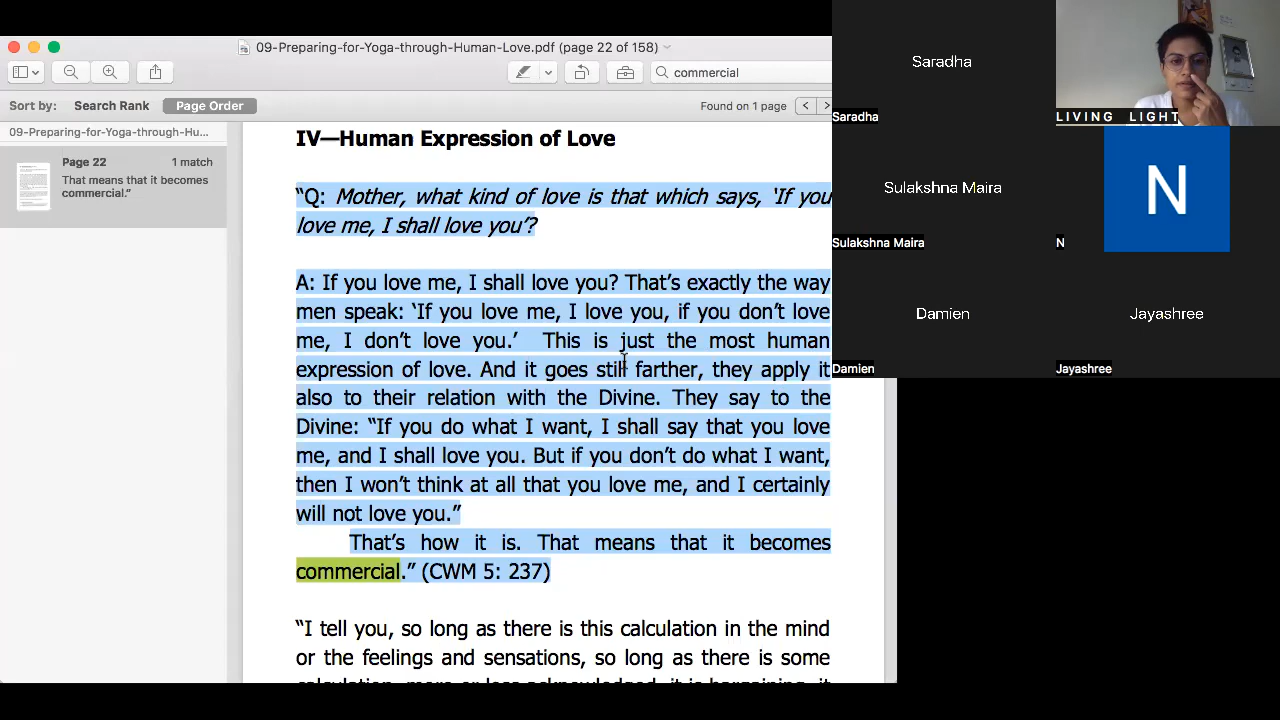 09-Preparing-for-Yoga-through-Human-Love.pdf (page 22 of 158)
commercial
Sort by: Search Rank Page Order
Found on 1 page
09-Preparing-for-Yoga-through-Hu...
Page 22 1 match
That means that it becomes
commercial.”
IV—Human Expression of Love
“Q: Mother, what kind of love is that which says, ‘If you
love me, I shall love you’?
A: If you love me, I shall love you? That’s exactly the way
men speak: ‘If you love me, I love you, if you don’t love
me, I don’t love you.’ This is just the most human
expression of love. And it goes still farther, they apply it
also to their relation with the Divine. They say to the
Divine: “If you do what I want, I shall say that you love
me, and I shall love you. But if you don’t do what I want,
then I won’t think at all that you love me, and I certainly
will not love you.”
That’s how it is. That means that it becomes
commercial.” (CWM 5: 237)
“I tell you, so long as there is this calculation in the mind
or the feelings and sensations, so long as there is some
Saradha
Saradha
LIVING LIGHT
Sulakshna Maira
Sulakshna Maira
N
N
Damien
Damien
Jayashree
Jayashree